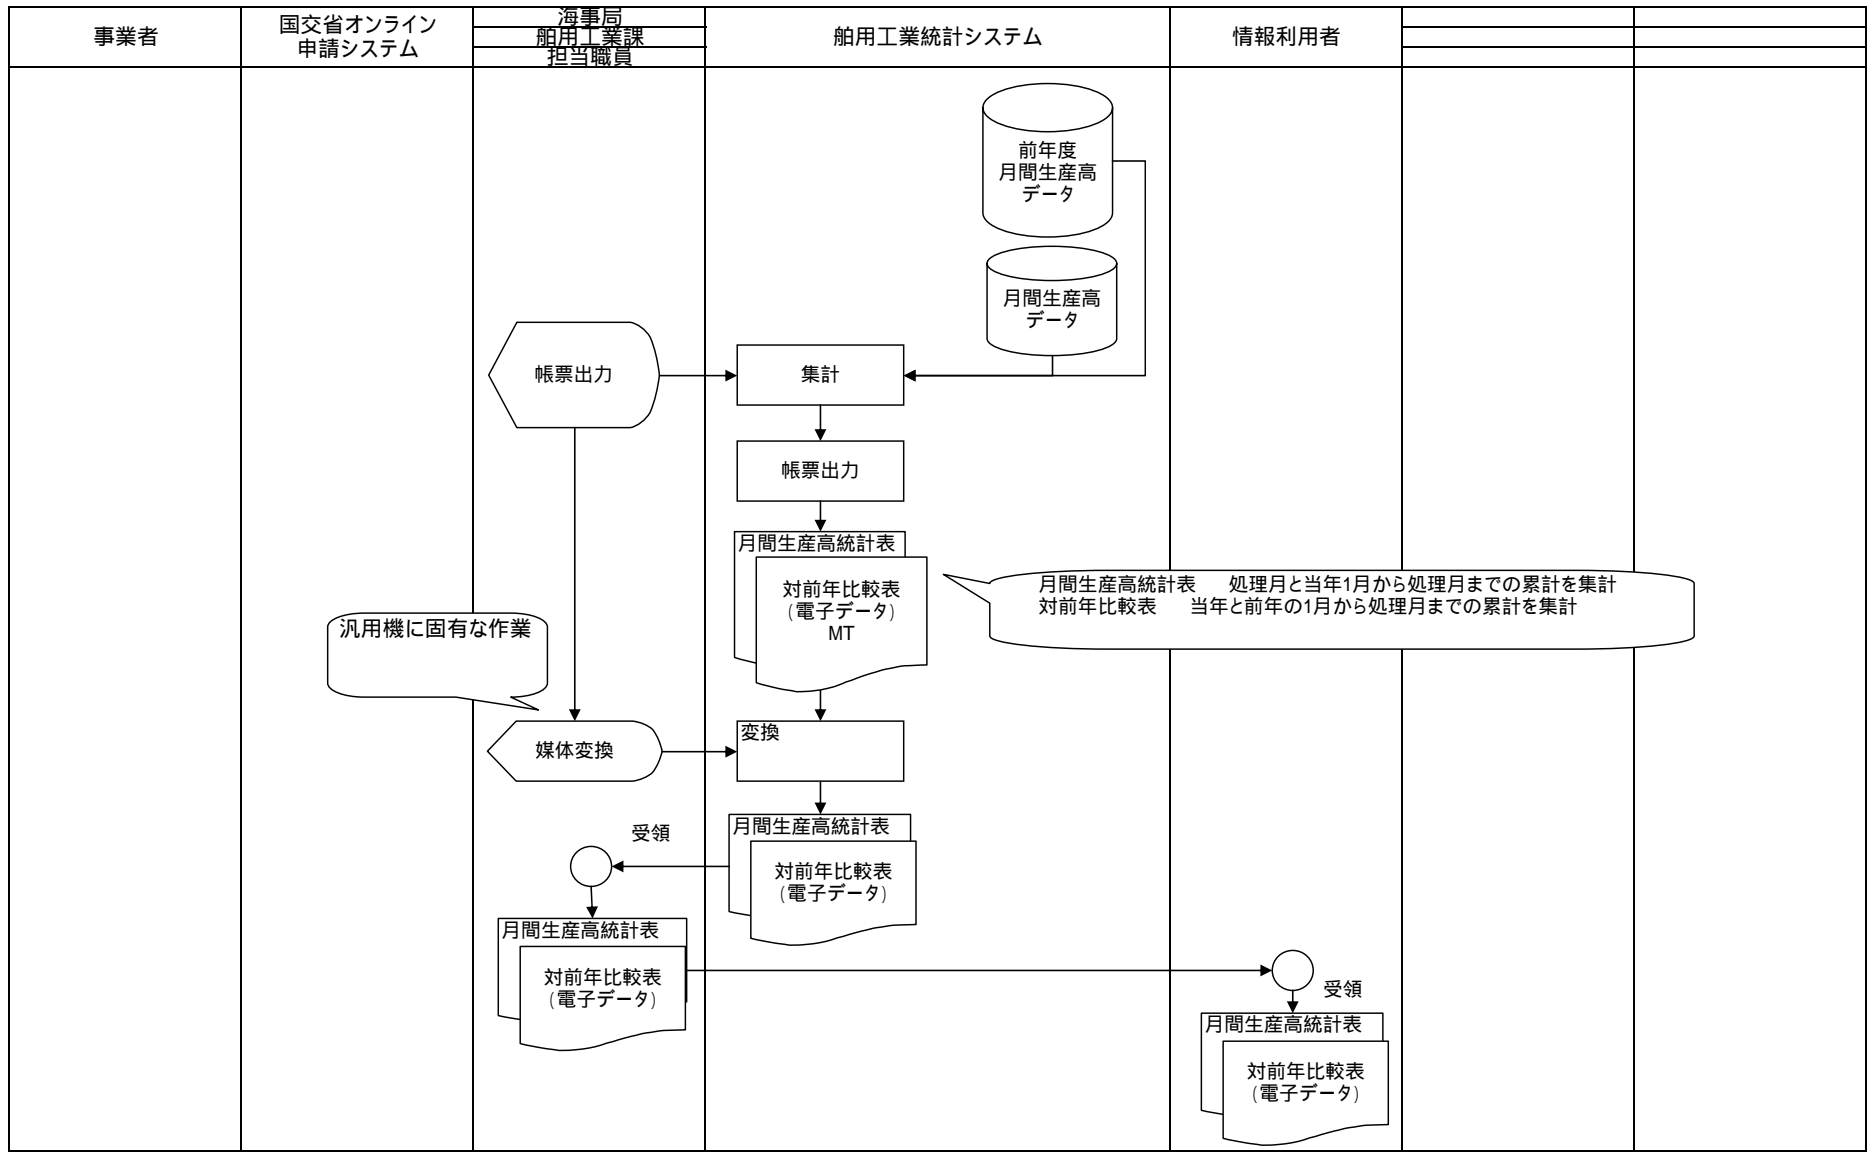 事業者
国交省オンライン
申請システム
海事局
舶用工業課
担当職員
舶用工業統計システム
情報利用者
前年度
月間生産高
データ
月間生産高
データ
帳票出力
集計
帳票出力
月間生産高統計表
対前年比較表
(電子データ)
MT
月間生産高統計表　処理月と当年1月から処理月までの累計を集計
対前年比較表　当年と前年の1月から処理月までの累計を集計
汎用機に固有な作業
媒体変換
変換
月間生産高統計表
対前年比較表
(電子データ)
受領
月間生産高統計表
対前年比較表
(電子データ)
受領
月間生産高統計表
対前年比較表
(電子データ)